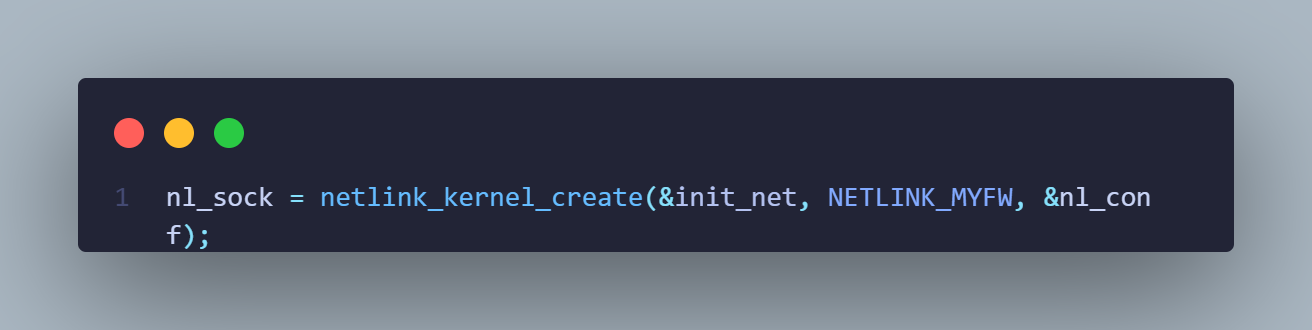 1 nl_sock = netlink_kernel_create(&init_net, NETLINK_MYFW, &nl_con
f);